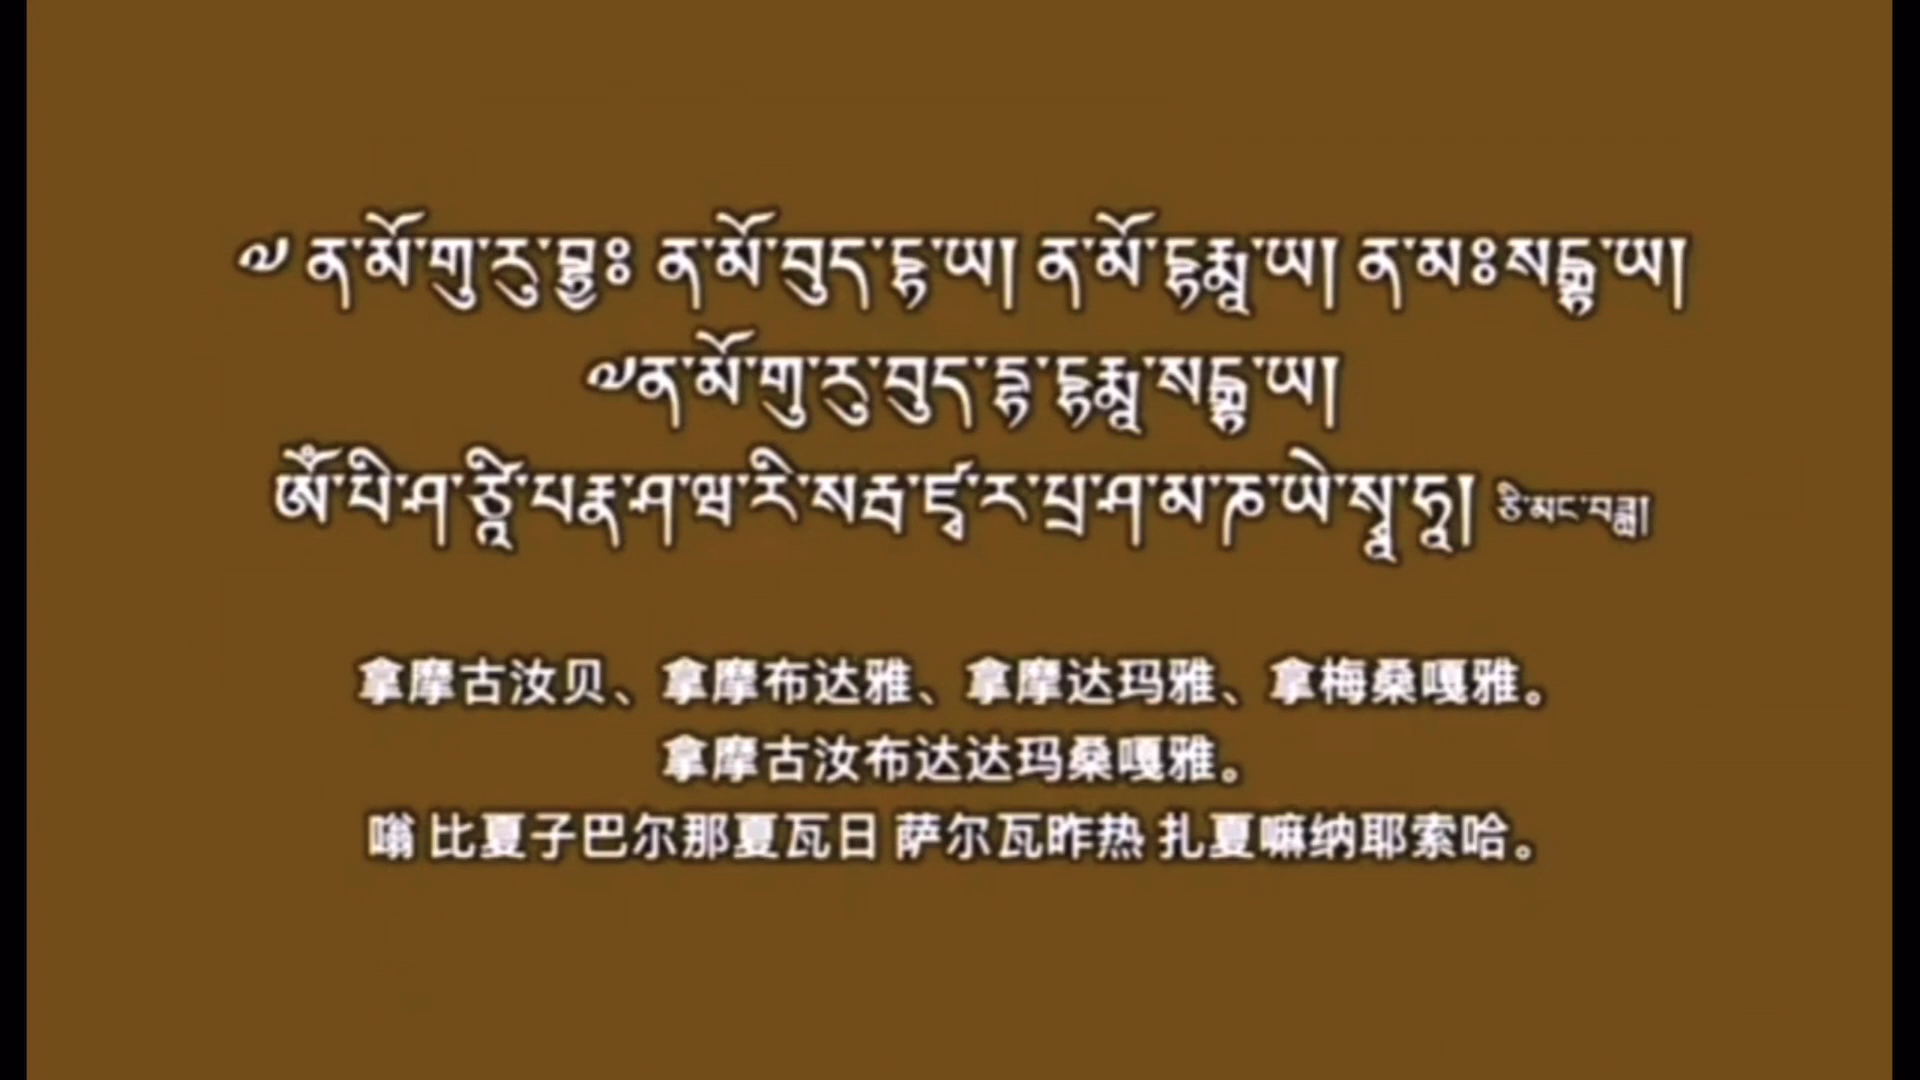 ༧ ན་མོ་གུ་རུ་བྷྱཿ ན་མོ་བུད་དྷ་ཡ། ན་མོ་དྷརྨཱ་ཡ། ན་མཿསངྒྷ་ཡ།
༧ན་མོ་གུ་རུ་བུད་དྷ་དྷརྨཱ་སངྒྷ་ཡ།
ཨོཾ་པི་ཤ་ པརྣ་ཤ་ཝ་རི་སརྦ་ཛྭ་ར་པྲ་ཤ་མ་ཎ་ཡེ་སྭཱ་ཧཱ། ཅི་མང་བཟླ།
拿摩古汝贝、拿摩布达雅、拿摩达玛雅、拿梅桑嘎雅。
拿摩古汝布达达玛桑嘎雅。
嗡 比夏子巴尔那夏瓦日 萨尔瓦昨热 扎夏嘛纳耶索哈。